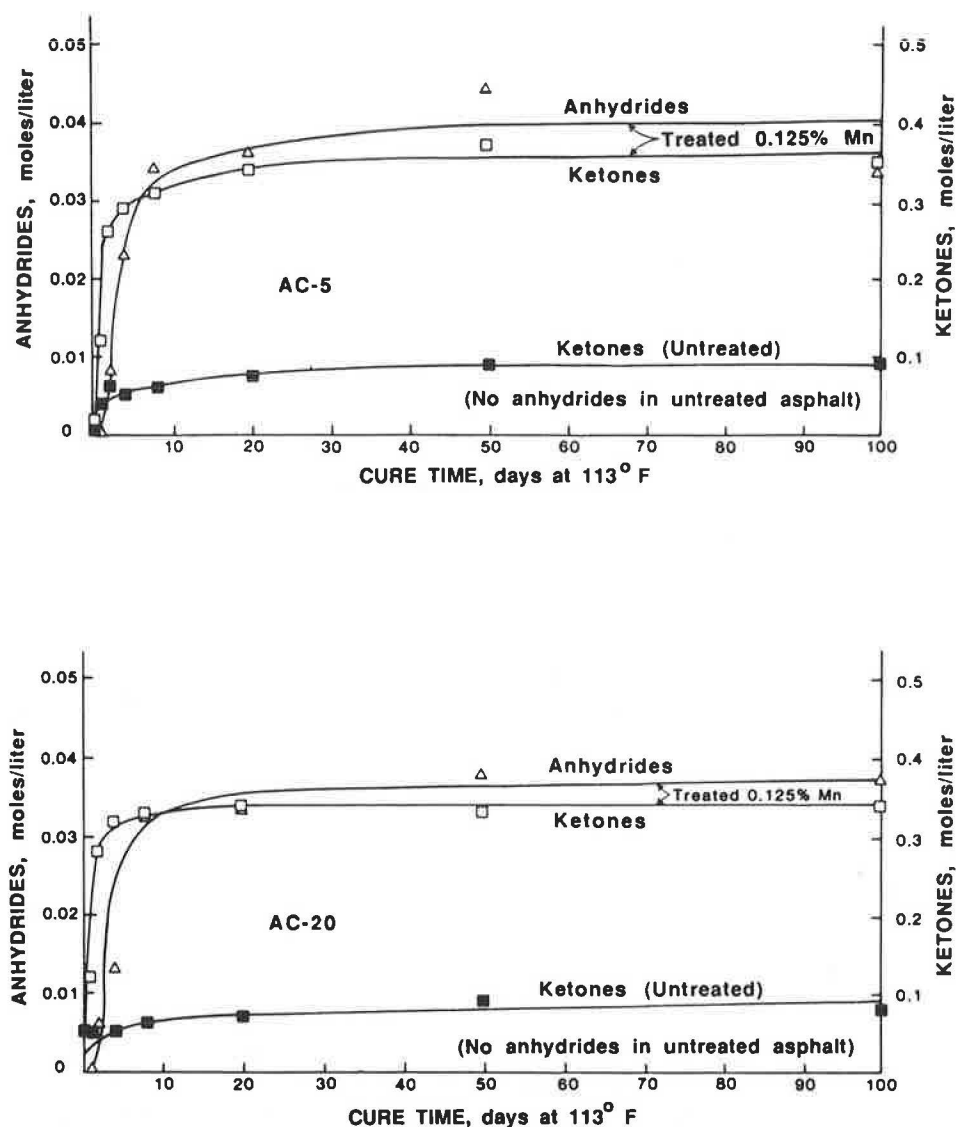 0.05
0.5
ANHYDRIDES, moles/liter
KETONES, moles/liter
Anhydrides
0.04
0.4
Treated 0.125% Mn
Ketones
0.03
0.3
AC-5
0.02
0.2
Ketones (Untreated)
0.01
0.1
(No anhydrides in untreated asphalt)
0
10 20 30 40 50 60 70 80 90 100
CURE TIME, days at 113° F
0.05
0.5
ANHYDRIDES, moles/liter
KETONES, moles/liter
Anhydrides
0.04
0.4
Treated 0.125% Mn
Ketones
0.03
0.3
AC-20
0.02
0.2
Ketones (Untreated)
0.01
0.1
(No anhydrides in untreated asphalt)
0
10 20 30 40 50 60 70 80 90 100
CURE TIME, days at 113° F